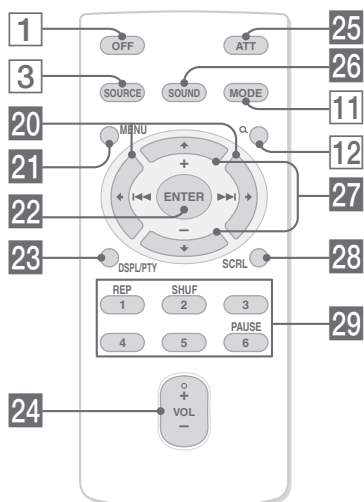 1 OFF ATT 25
3 SOURCE SOUND MODE 26
11
20 MENU 12
21
+
ENTER 27
22
−
23 DSPL/PTY SCRL 28
REP SHUF
1 2 3
PAUSE 29
4 5 6
+
24 VOL
−